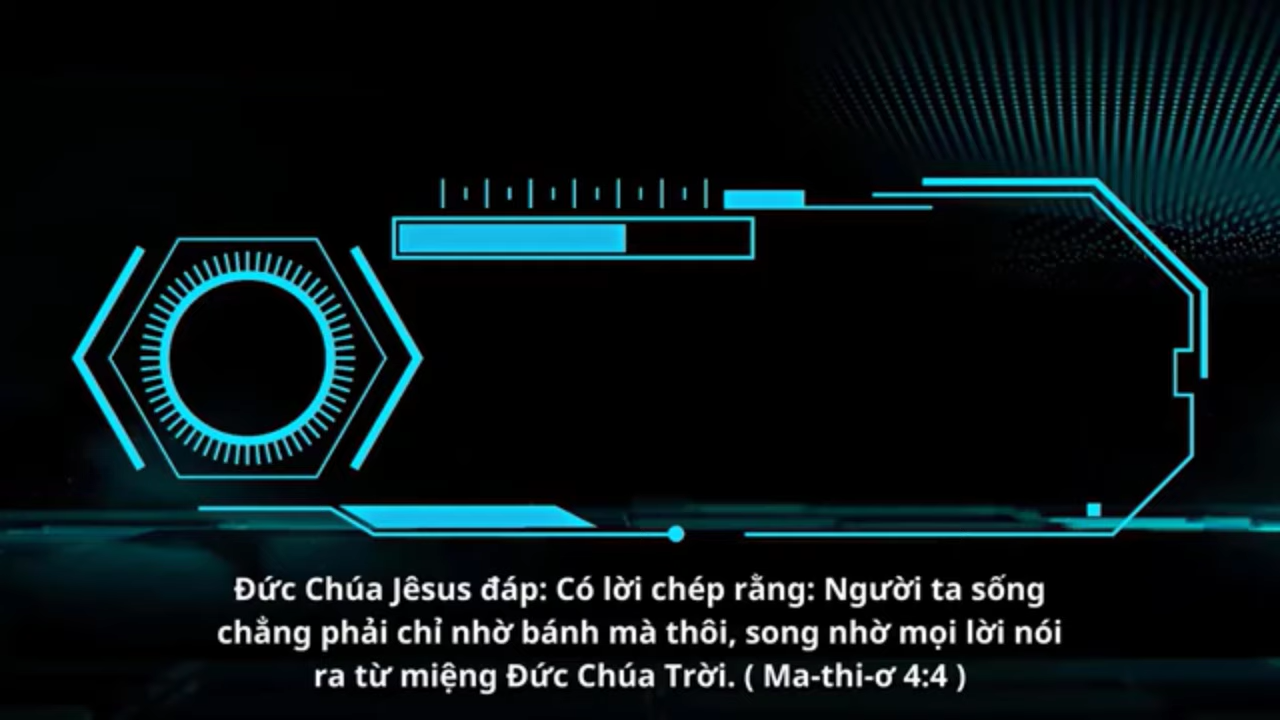 Đức Chúa Jêsus đáp: Có lời chép rằng: Người ta sống
chẳng phải chỉ nhờ bánh mà thôi, song nhờ mọi lời nói
ra từ miệng Đức Chúa Trời. ( Ma-thi-ơ 4:4 )